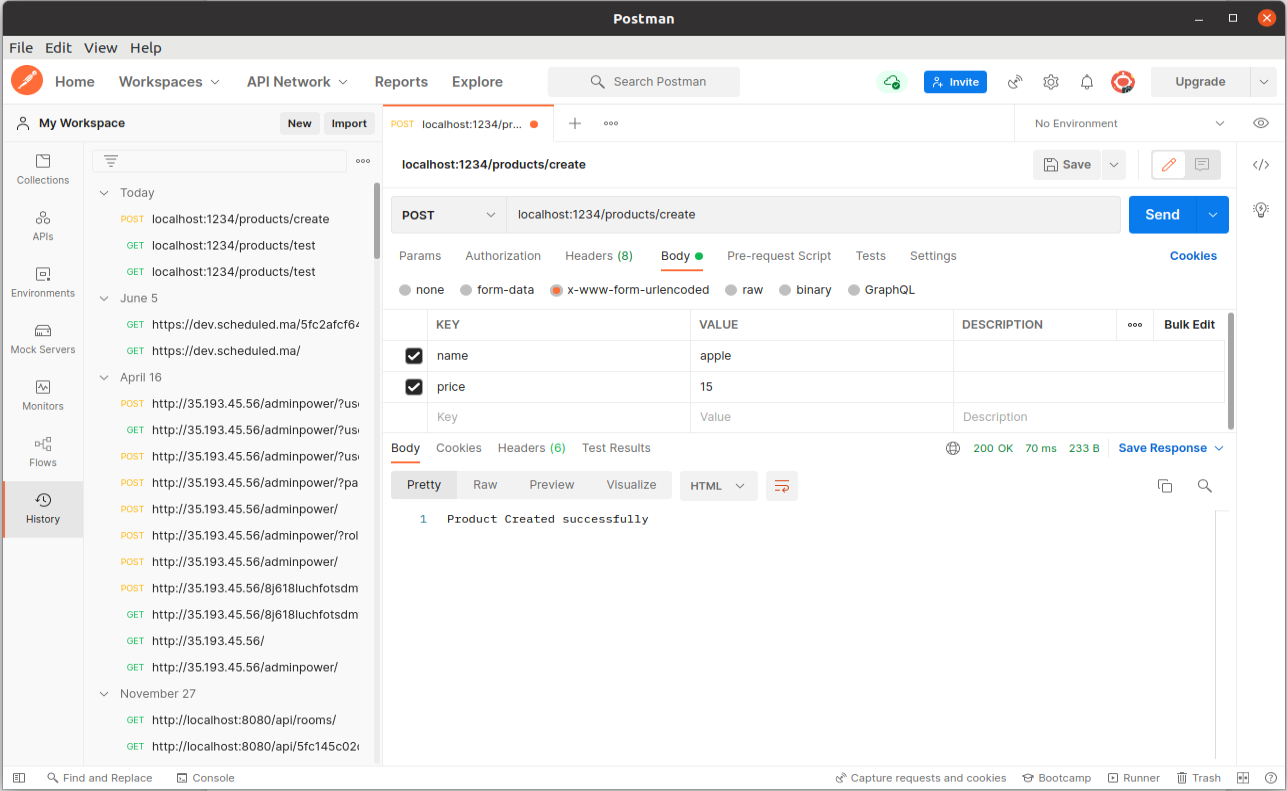 Postman
File Edit View Help
Home Workspaces API Network Reports Explore Search Postman Invite Upgrade
My Workspace New Import
POST localhost:1234/pr... No Environment
localhost:1234/products/create Save
POST localhost:1234/products/create Send
Params Authorization Headers (8) Body Pre-request Script Tests Settings Cookies
none form-data x-www-form-urlencoded raw binary GraphQL
KEY VALUE DESCRIPTION Bulk Edit
name apple
price 15
Key Value Description
Body Cookies Headers (6) Test Results 200 OK 70 ms 233 B Save Response
Pretty Raw Preview Visualize HTML
1 Product Created successfully
Collections
APIs
Environments
Mock Servers
Monitors
Flows
History
Today
POST localhost:1234/products/create
GET localhost:1234/products/test
GET localhost:1234/products/test
June 5
GET https://dev.scheduled.ma/5fc2afcf64
GET https://dev.scheduled.ma/
April 16
POST http://35.193.45.56/adminpower/?use
GET http://35.193.45.56/adminpower/?use
POST http://35.193.45.56/adminpower/?use
POST http://35.193.45.56/adminpower/?pa
POST http://35.193.45.56/adminpower/
POST http://35.193.45.56/adminpower/?rol
POST http://35.193.45.56/adminpower/
POST http://35.193.45.56/8j618luchfotsdm
GET http://35.193.45.56/8j618luchfotsdm
GET http://35.193.45.56/
GET http://35.193.45.56/adminpower/
November 27
GET http://localhost:8080/api/rooms/
GET http://localhost:8080/api/5fc145c02
Find and Replace Console Capture requests and cookies Bootcamp Runner Trash